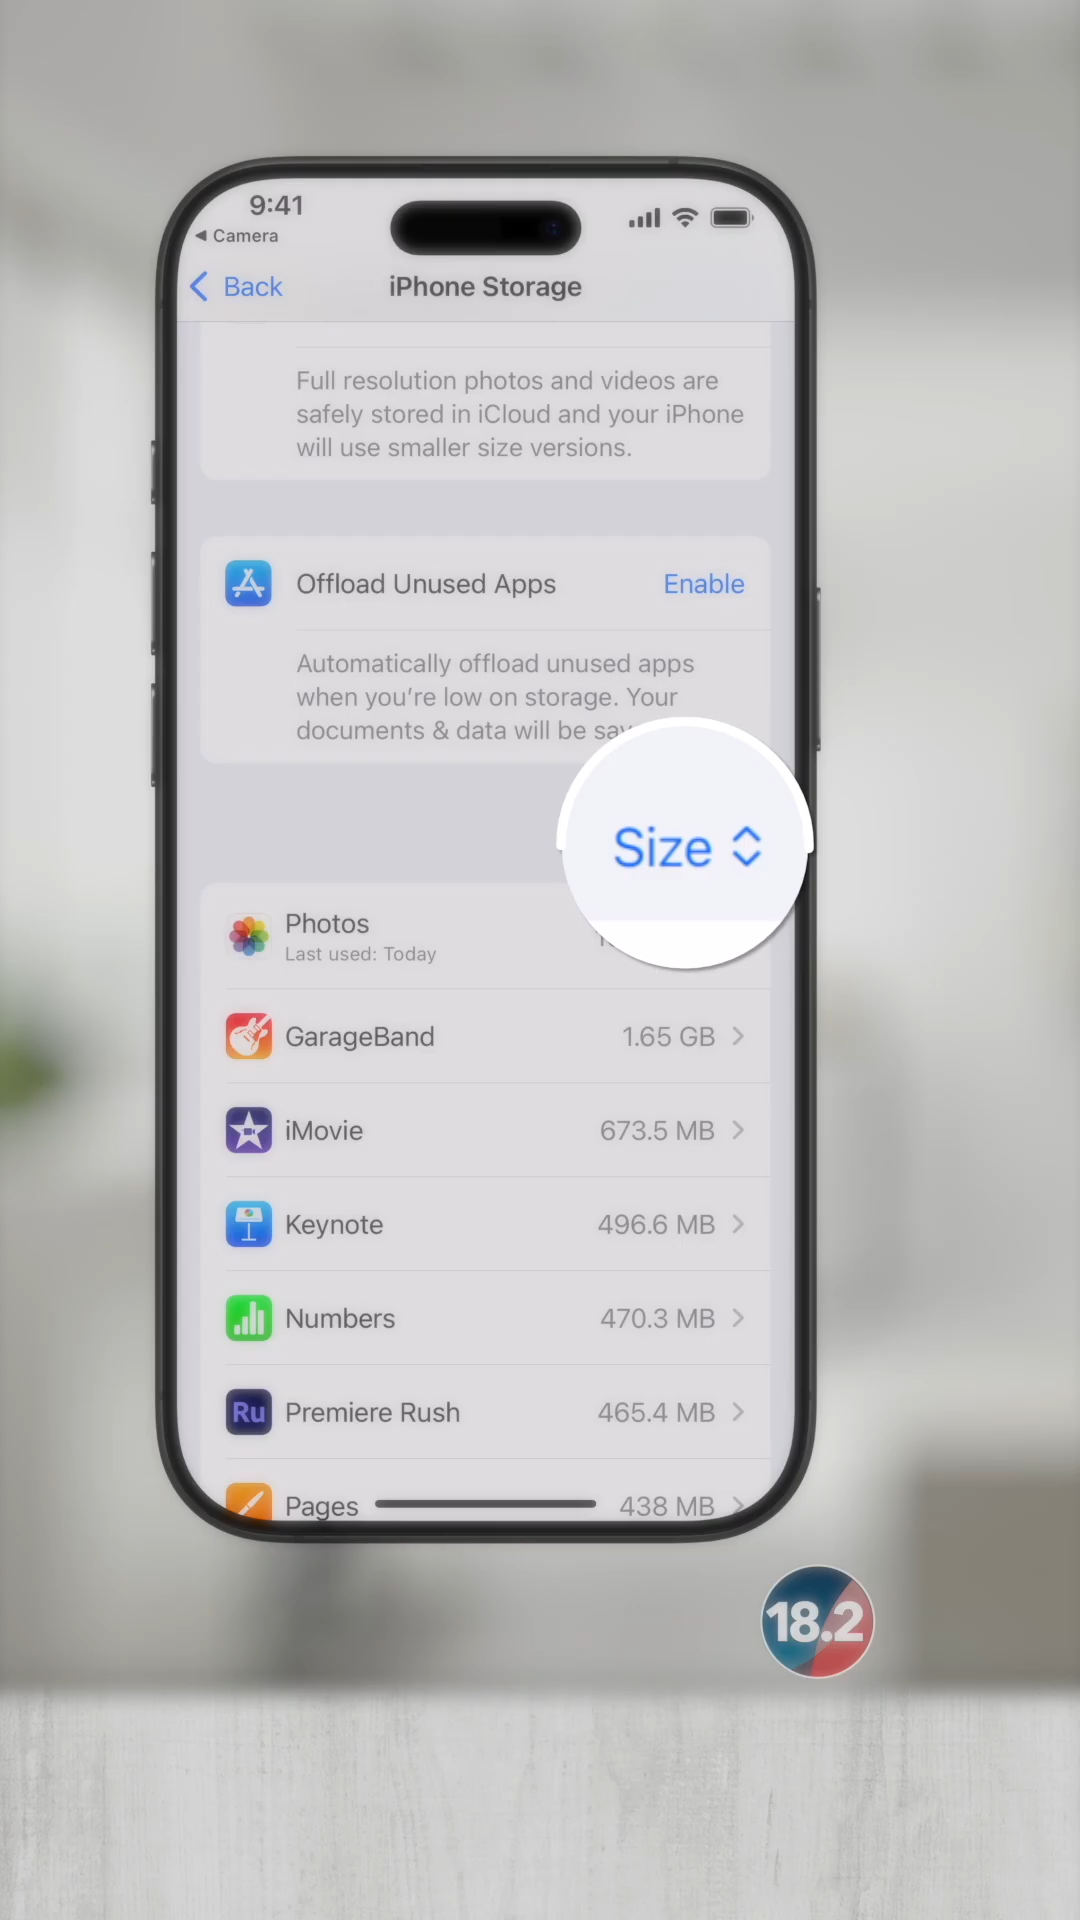 9:41
◀ Camera
Back
iPhone Storage
Full resolution photos and videos are
safely stored in iCloud and your iPhone
will use smaller size versions.
Offload Unused Apps
Enable
Automatically offload unused apps
when you’re low on storage. Your
documents & data will be
Size
Photos
Last used: Today
GarageBand
1.65 GB
iMovie
673.5 MB
Keynote
496.6 MB
Numbers
470.3 MB
Ru
Premiere Rush
465.4 MB
Pages
438 MB
18.2